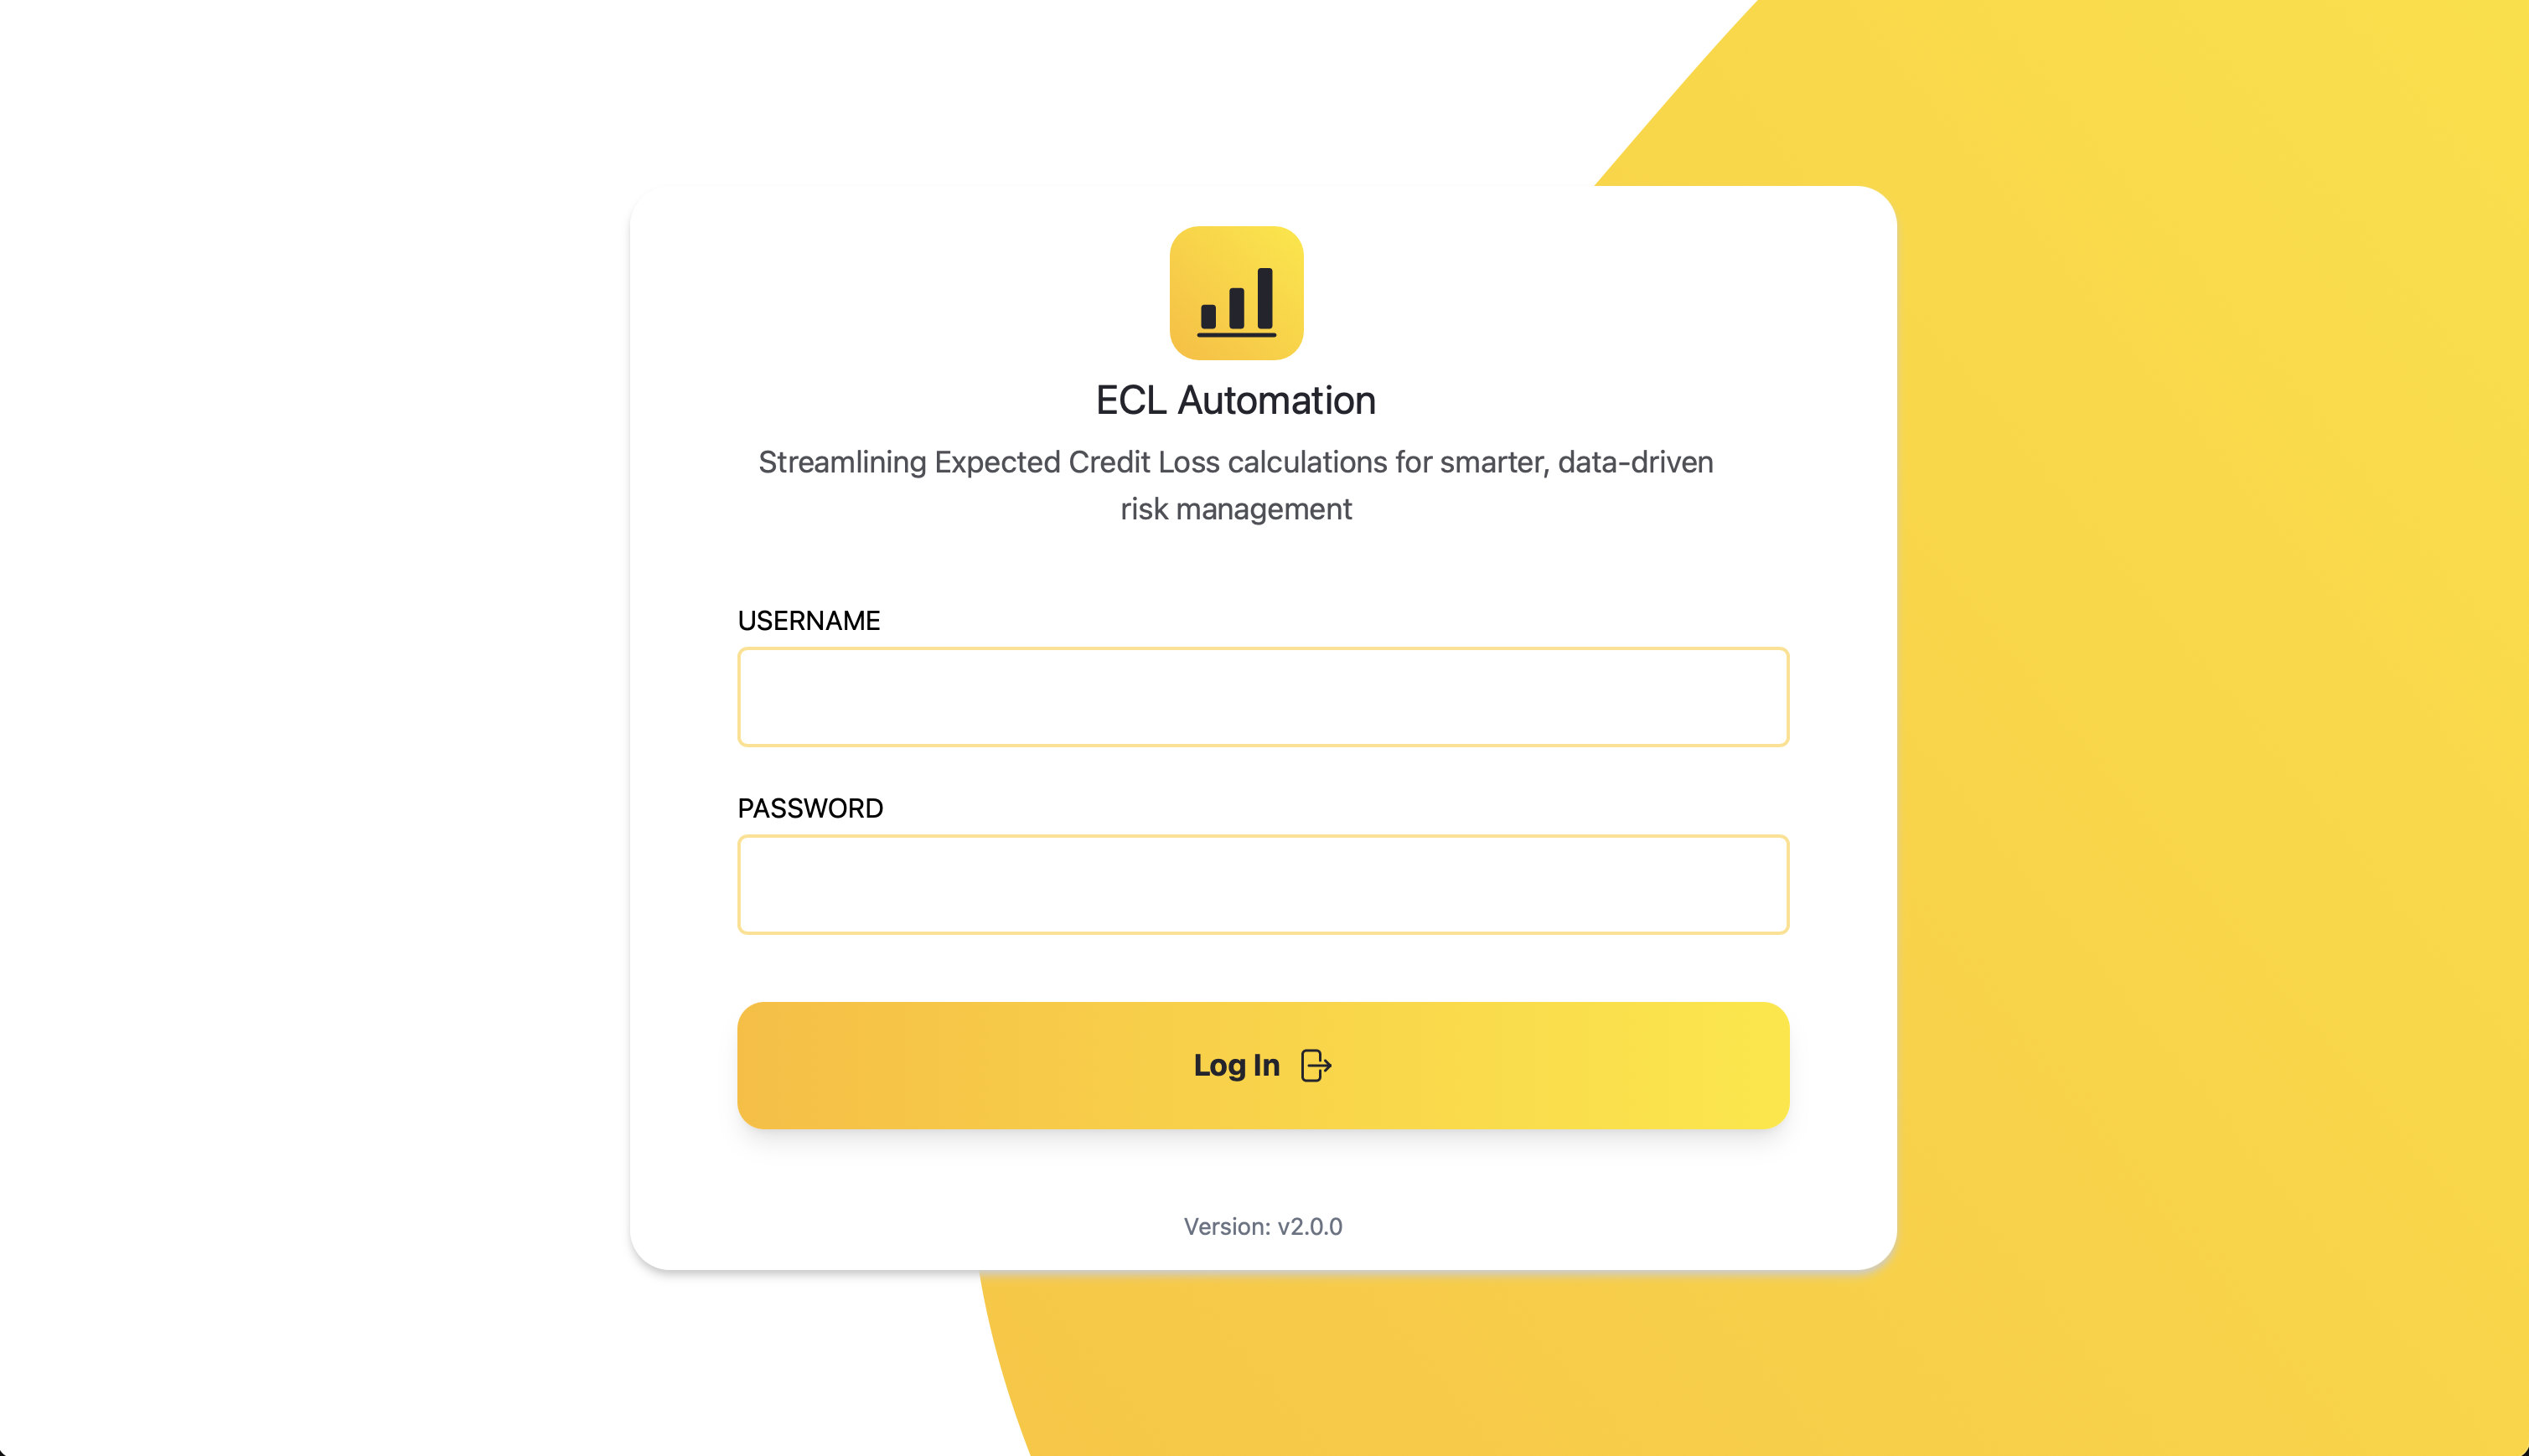 ECL Automation
Streamlining Expected Credit Loss calculations for smarter, data-driven
risk management
USERNAME
PASSWORD
Log In
Version: v2.0.0